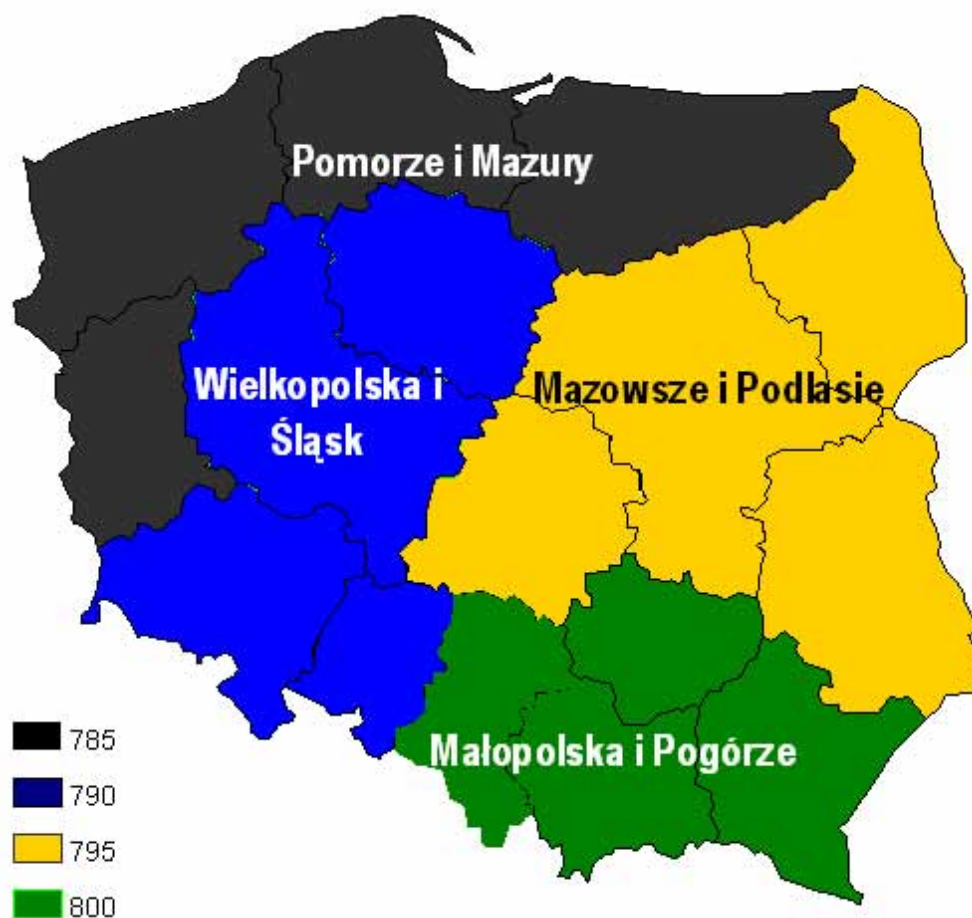 Pomorze i Mazury
Wielkopolska i
Śląsk
Mazowsze i Podlasie
Małopolska i Pogórze
785
790
795
800